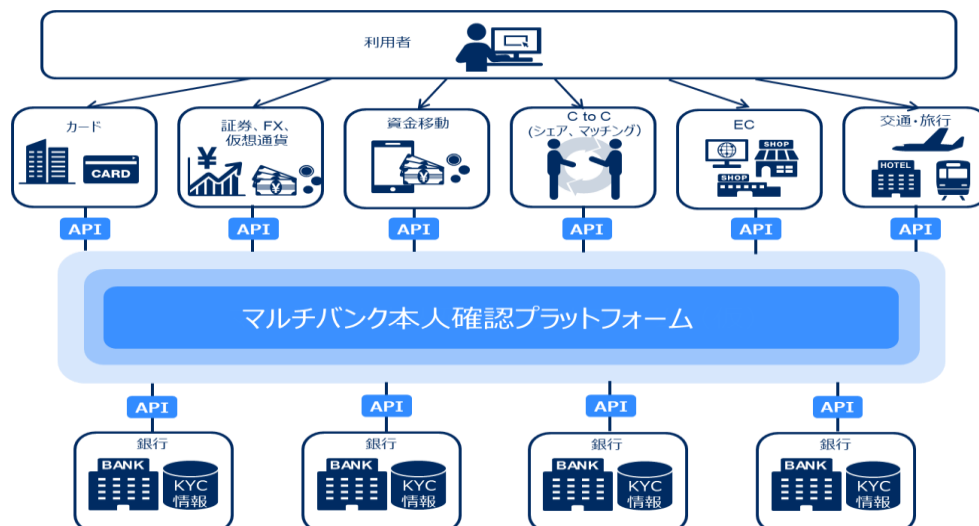 利用者
カード
CARD
証券、FX、
仮想通貨
¥
¥
資金移動
¥
C to C
(シェア、マッチング)
EC
SHOP
SHOP
交通・旅行
HOTEL
API
API
API
API
API
API
マルチバンク本人確認プラットフォーム
API
API
API
API
銀行
BANK
KYC
情報
銀行
BANK
KYC
情報
銀行
BANK
KYC
情報
銀行
BANK
KYC
情報